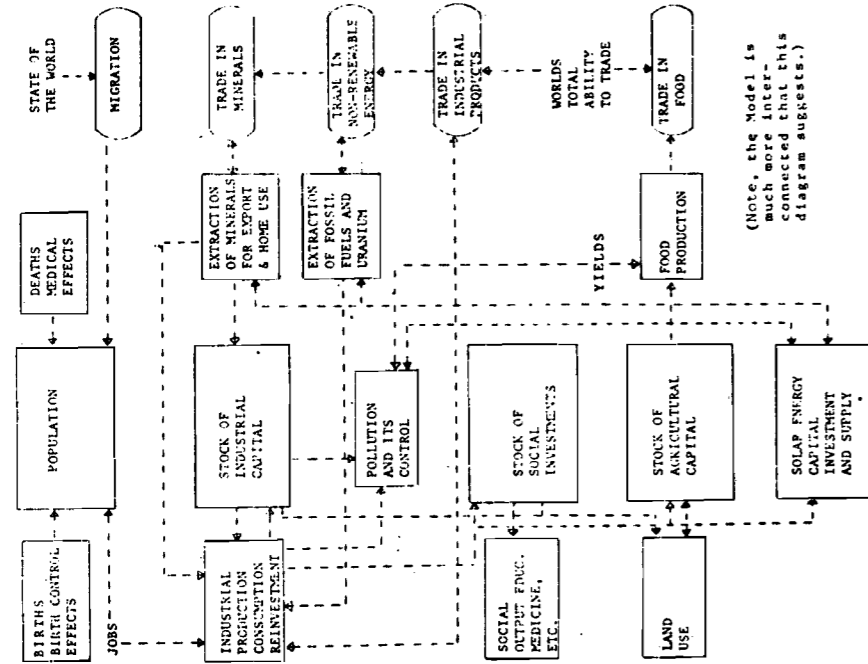 STATE OF
THE WORLD
MIGRATION
DEATHS
MEDICAL
EFFECTS
POPULATION
BIRTHS
BIRTH CONTROL
EFFECTS
JOBS
TRADE IN
MINERALS
EXTRACTION
OF MINERALS
FOR EXPORT
& HOME USE
STOCK OF
INDUSTRIAL
CAPITAL
INDUSTRIAL
PRODUCTION
CONSUMPTION
REINVESTMENT
TRADE IN
NON-RENEWABLE
ENERGY
EXTRACTION
OF FOSSIL
FUELS AND
URANIUM
POLLUTION
AND ITS
CONTROL
TRADE IN
INDUSTRIAL
PRODUCTS
WORLDS
TOTAL
ABILITY
TO TRADE
STOCK OF
SOCIAL
INVESTMENTS
SOCIAL
OUTPUT EDUC.
MEDICINE,
ETC.
YIELDS
TRADE IN
FOOD
FOOD
PRODUCTION
STOCK OF
AGRICULTURAL
CAPITAL
LAND
USE
SOLAR ENERGY
CAPITAL
INVESTMENT
AND SUPPLY
(Note, the Model is
much more inter-
connected that this
diagram suggests.)